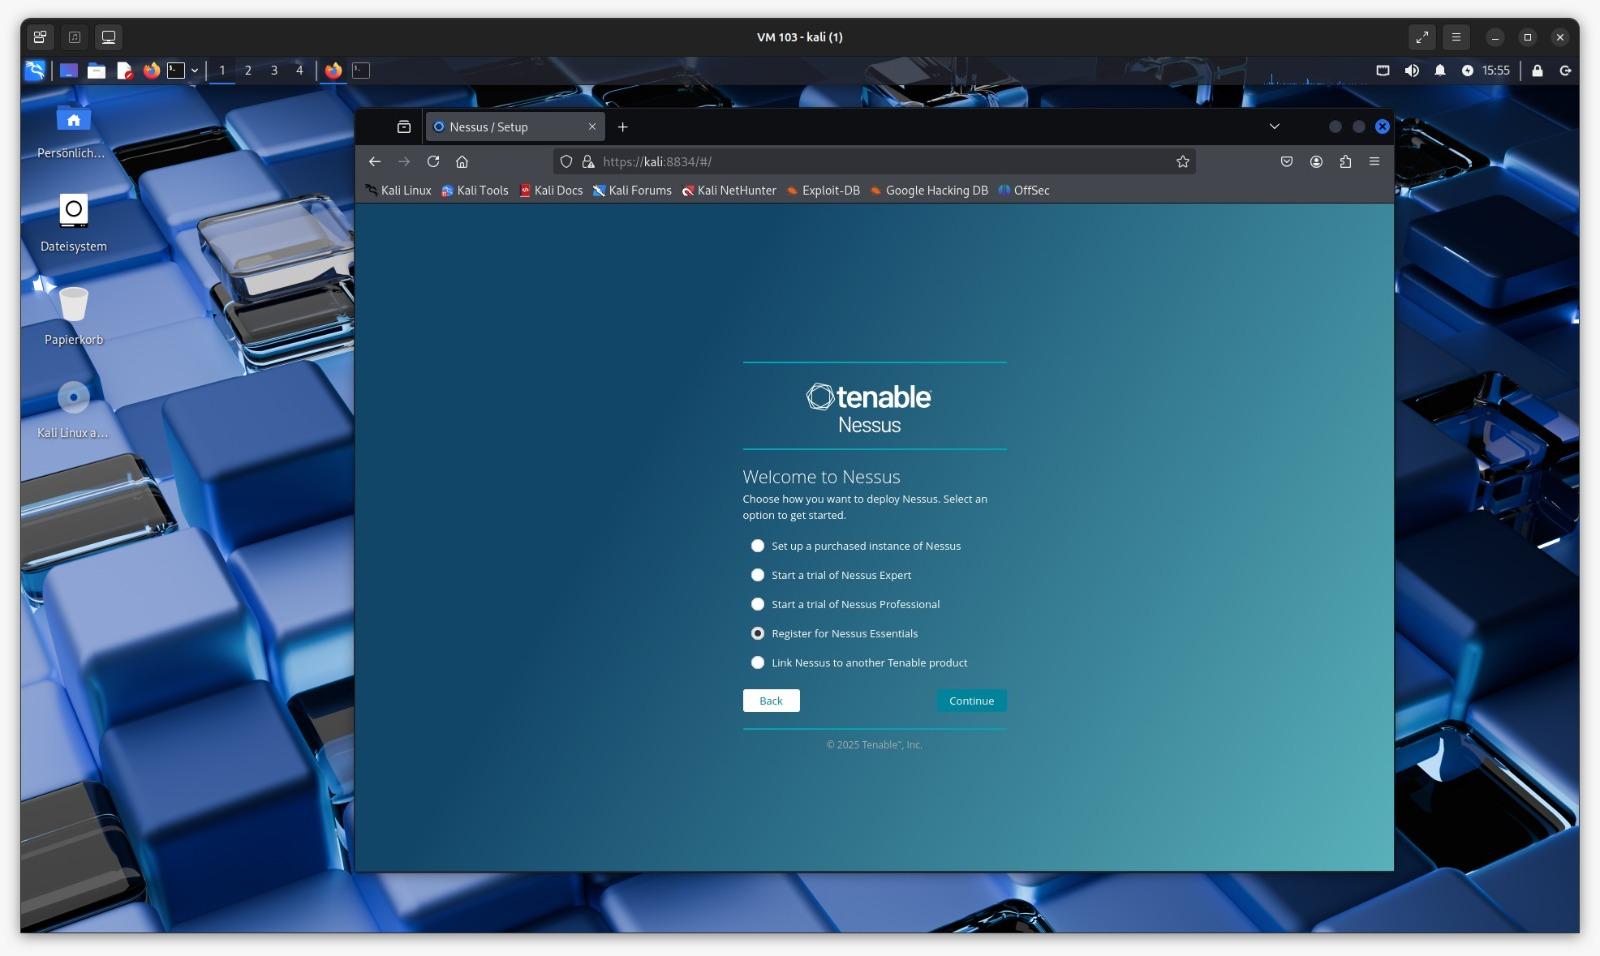 VM 103 - kali (1)
1 2 3 4
15:55
Persönlich...
Dateisystem
Papierkorb
Kali Linux a...
Nessus / Setup
https://kali:8834/#/
Kali Linux
Kali Tools
Kali Docs
Kali Forums
Kali NetHunter
Exploit-DB
Google Hacking DB
OffSec
tenable
Nessus
Welcome to Nessus
Choose how you want to deploy Nessus. Select an
option to get started.
Set up a purchased instance of Nessus
Start a trial of Nessus Expert
Start a trial of Nessus Professional
Register for Nessus Essentials
Link Nessus to another Tenable product
Back
Continue
© 2025 Tenable™, Inc.